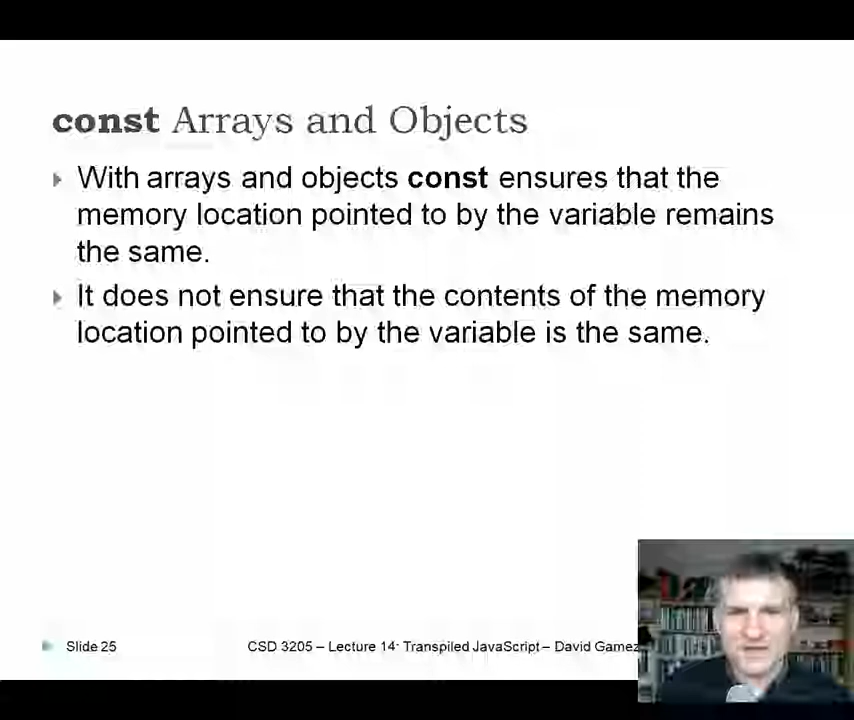 const Arrays and Objects
With arrays and objects const ensures that the
memory location pointed to by the variable remains
the same.
It does not ensure that the contents of the memory
location pointed to by the variable is the same.
Slide 25
CSD 3205 – Lecture 14: Transpiled JavaScript – David Gamez